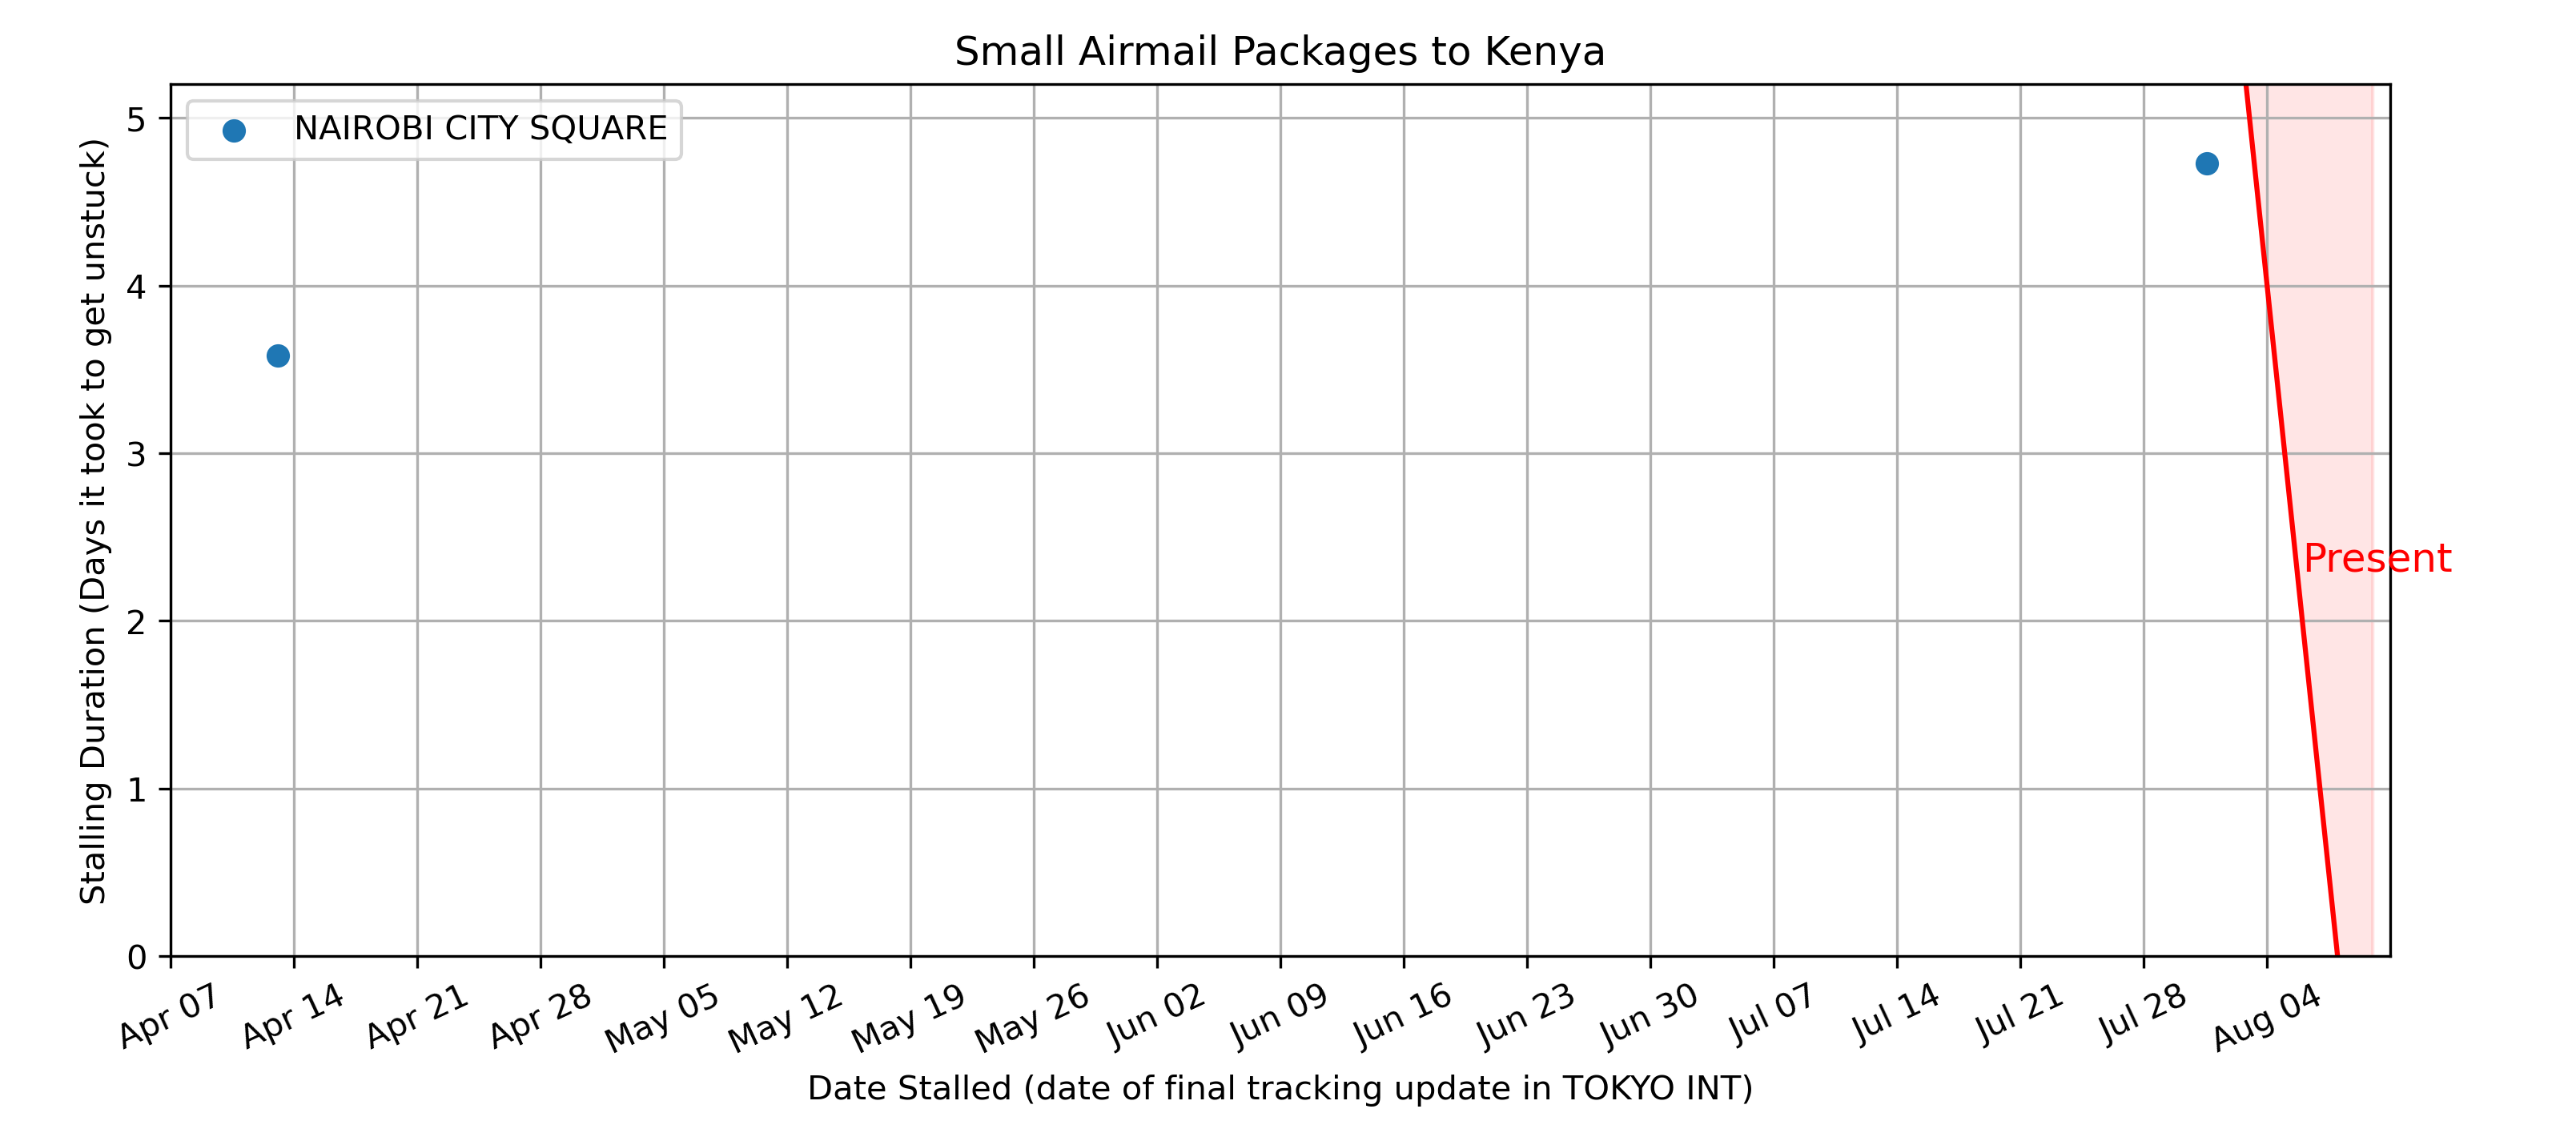 Small Airmail Packages to Kenya
NAIROBI CITY SQUARE
Stalling Duration (Days it took to get unstuck)
5
4
3
2
1
0
Present
Apr 07
Apr 14
Apr 21
Apr 28
May 05
May 12
May 19
May 26
Jun 02
Jun 09
Jun 16
Jun 23
Jun 30
Jul 07
Jul 14
Jul 21
Jul 28
Aug 04
Date Stalled (date of final tracking update in TOKYO INT)